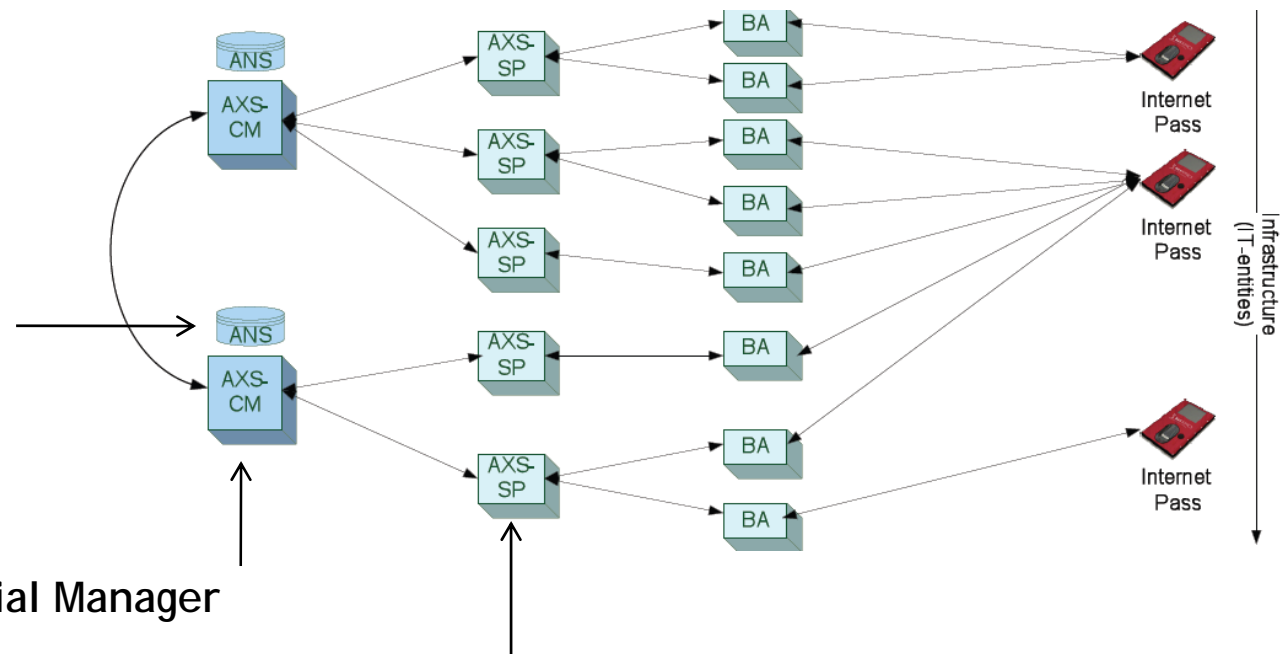 BA
AXS-
SP
ANS
BA
AXS-
CM
Internet
Pass
BA
AXS-
SP
BA
Internet
Pass
Infrastructure
(IT-entities)
AXS-
SP
BA
ANS
AXS-
SP
BA
AXS-
CM
BA
AXS-
SP
Internet
Pass
BA
ial Manager